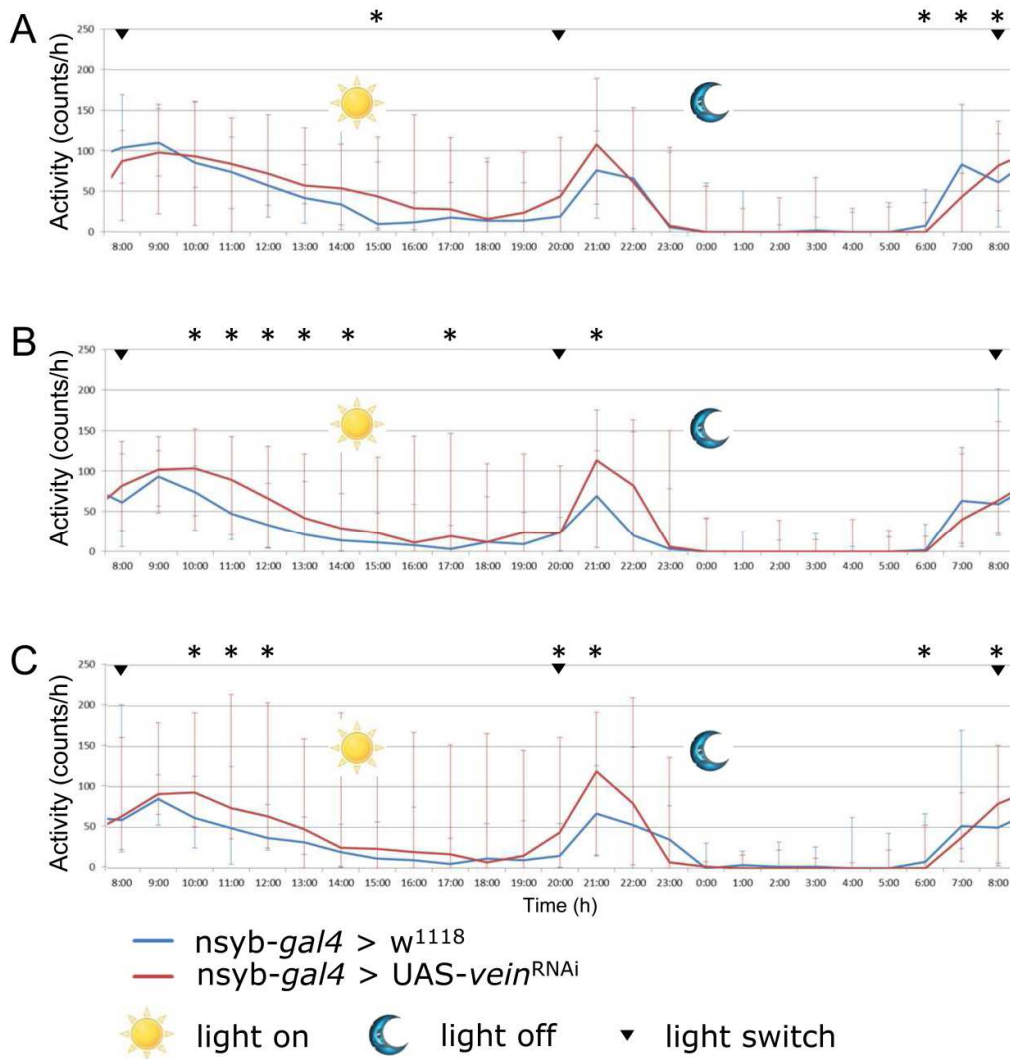 A
* * * *
Activity (counts/h)
250
200
150
100
50
0
8:00 9:00 10:00 11:00 12:00 13:00 14:00 15:00 16:00 17:00 18:00 19:00 20:00 21:00 22:00 23:00 0:00 1:00 2:00 3:00 4:00 5:00 6:00 7:00 8:00
B
* * * * * * *
Activity (counts/h)
250
200
150
100
50
0
8:00 9:00 10:00 11:00 12:00 13:00 14:00 15:00 16:00 17:00 18:00 19:00 20:00 21:00 22:00 23:00 0:00 1:00 2:00 3:00 4:00 5:00 6:00 7:00 8:00
C
* * * * * * *
Activity (counts/h)
250
200
150
100
50
0
8:00 9:00 10:00 11:00 12:00 13:00 14:00 15:00 16:00 17:00 18:00 19:00 20:00 21:00 22:00 23:00 0:00 1:00 2:00 3:00 4:00 5:00 6:00 7:00 8:00
Time (h)
nsyb-gal4 > w¹¹¹⁸
nsyb-gal4 > UAS-vein^RNAi
light on light off ▼ light switch